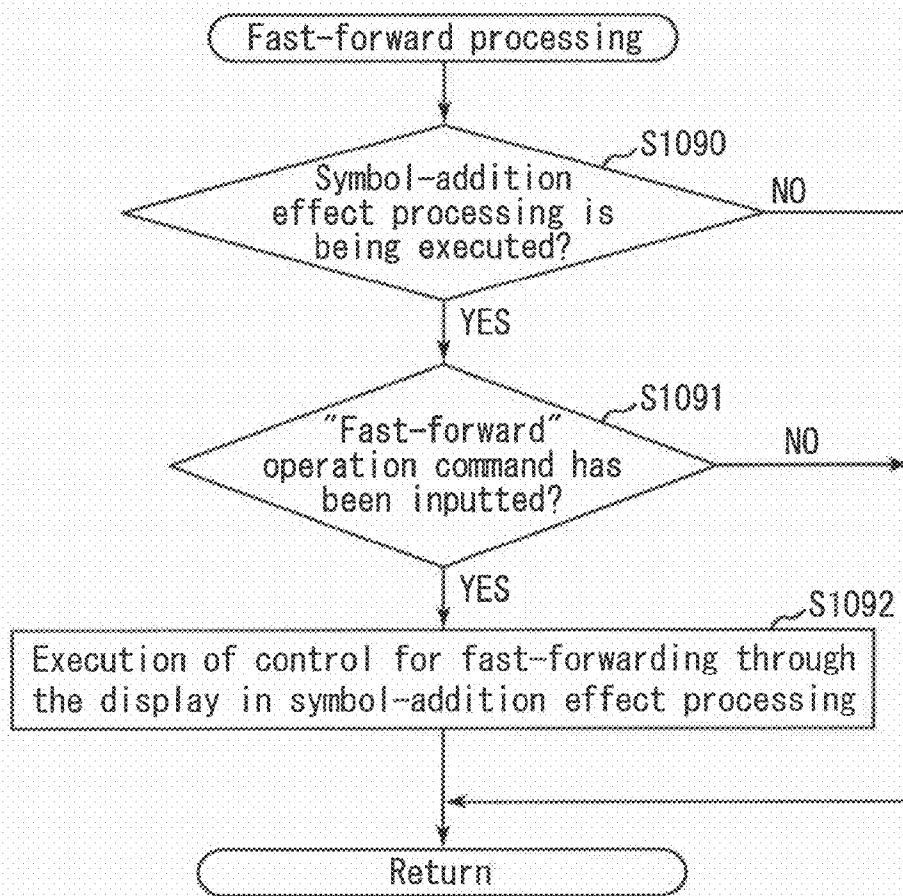 Fast-forward processing
S1090
Symbol-addition
effect processing is
being executed?
NO
YES
S1091
"Fast-forward"
operation command has
been inputted?
NO
YES
S1092
Execution of control for fast-forwarding through
the display in symbol-addition effect processing
Return